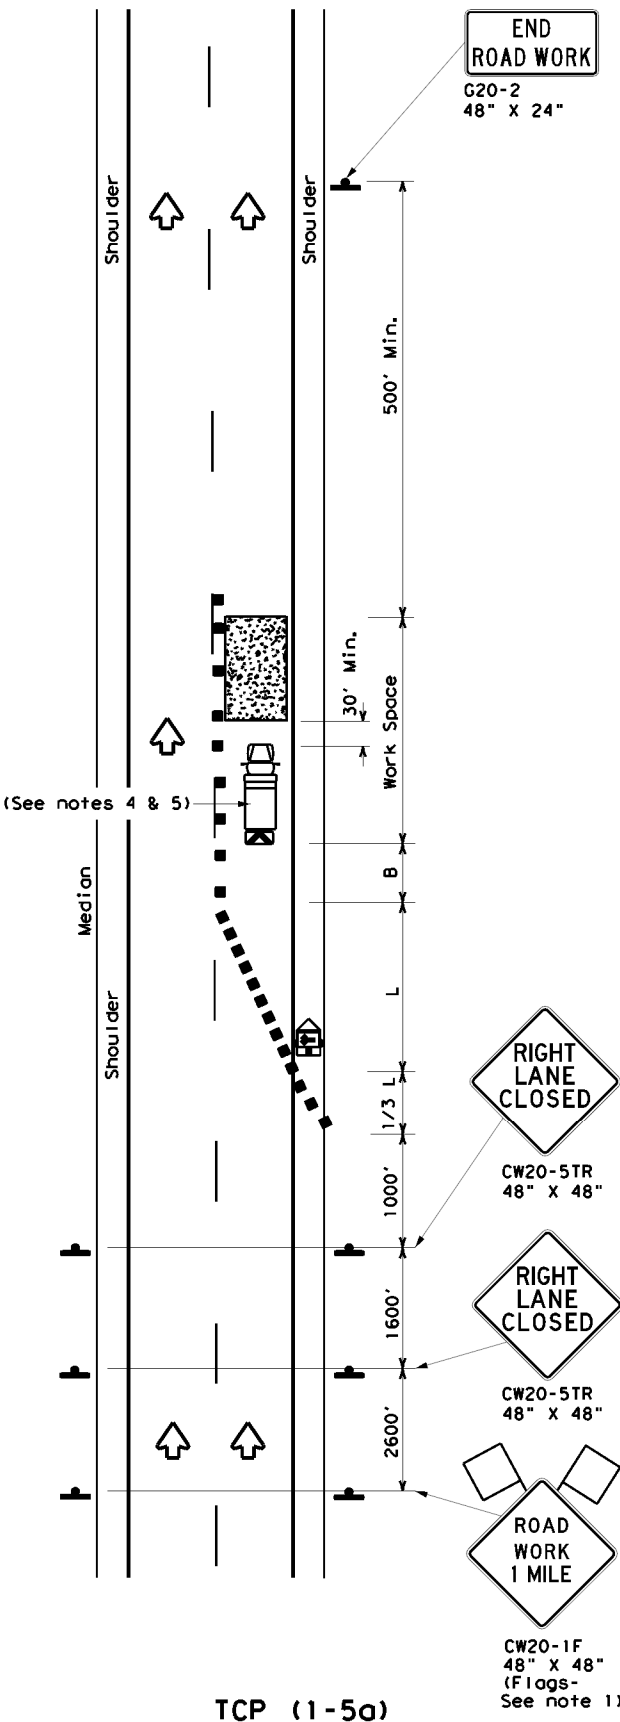 END
ROAD WORK
G20-2
48" X 24"
Shoulder
Shoulder
500' Min.
30' Min.
Work Space
(See notes 4 & 5)
B
Median
L
Shoulder
RIGHT
LANE
CLOSED
1/3 L
CW20-5TR
48" X 48"
1000'
RIGHT
LANE
CLOSED
1600'
CW20-5TR
48" X 48"
2600'
ROAD
WORK
1 MILE
CW20-1F
48" X 48"
(Flags-
See note 1)
TCP (1-5a)